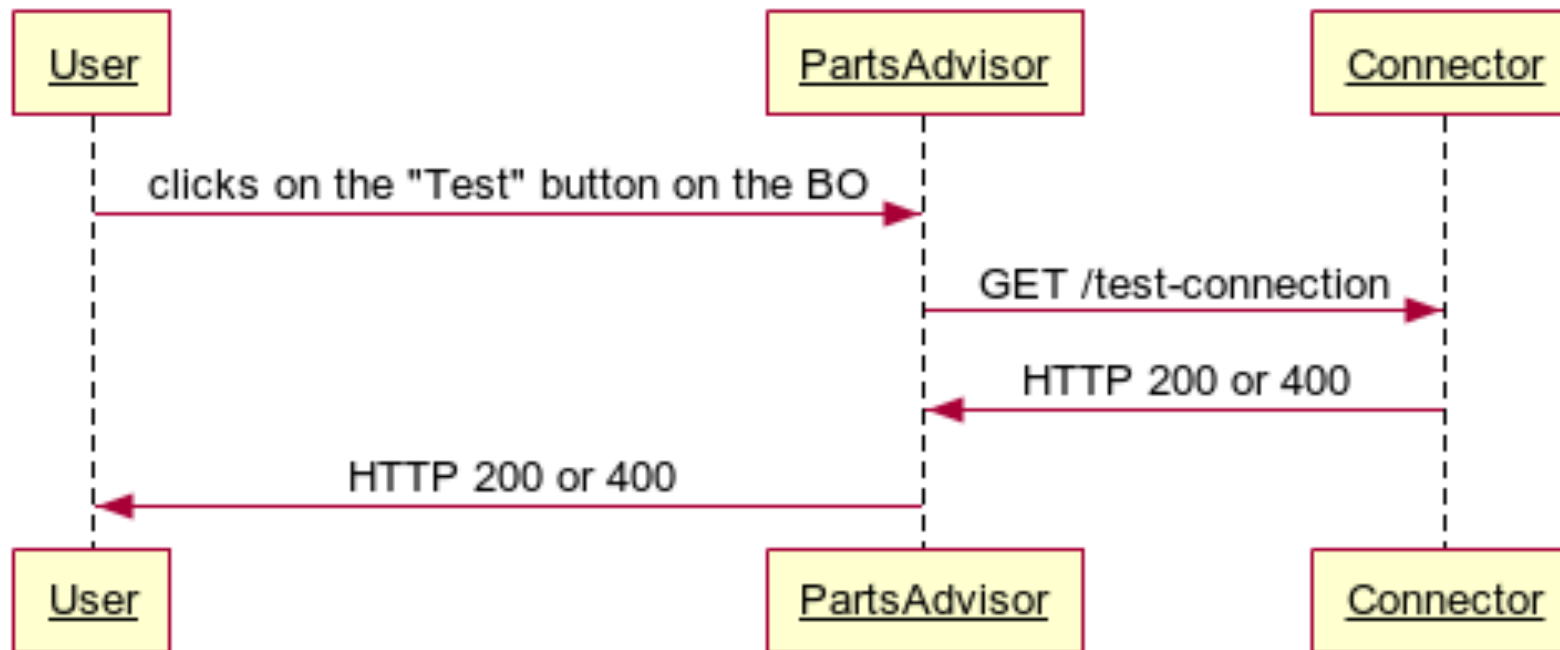 User
PartsAdvisor
Connector
clicks on the "Test" button on the BO
GET /test-connection
HTTP 200 or 400
HTTP 200 or 400
User
PartsAdvisor
Connector